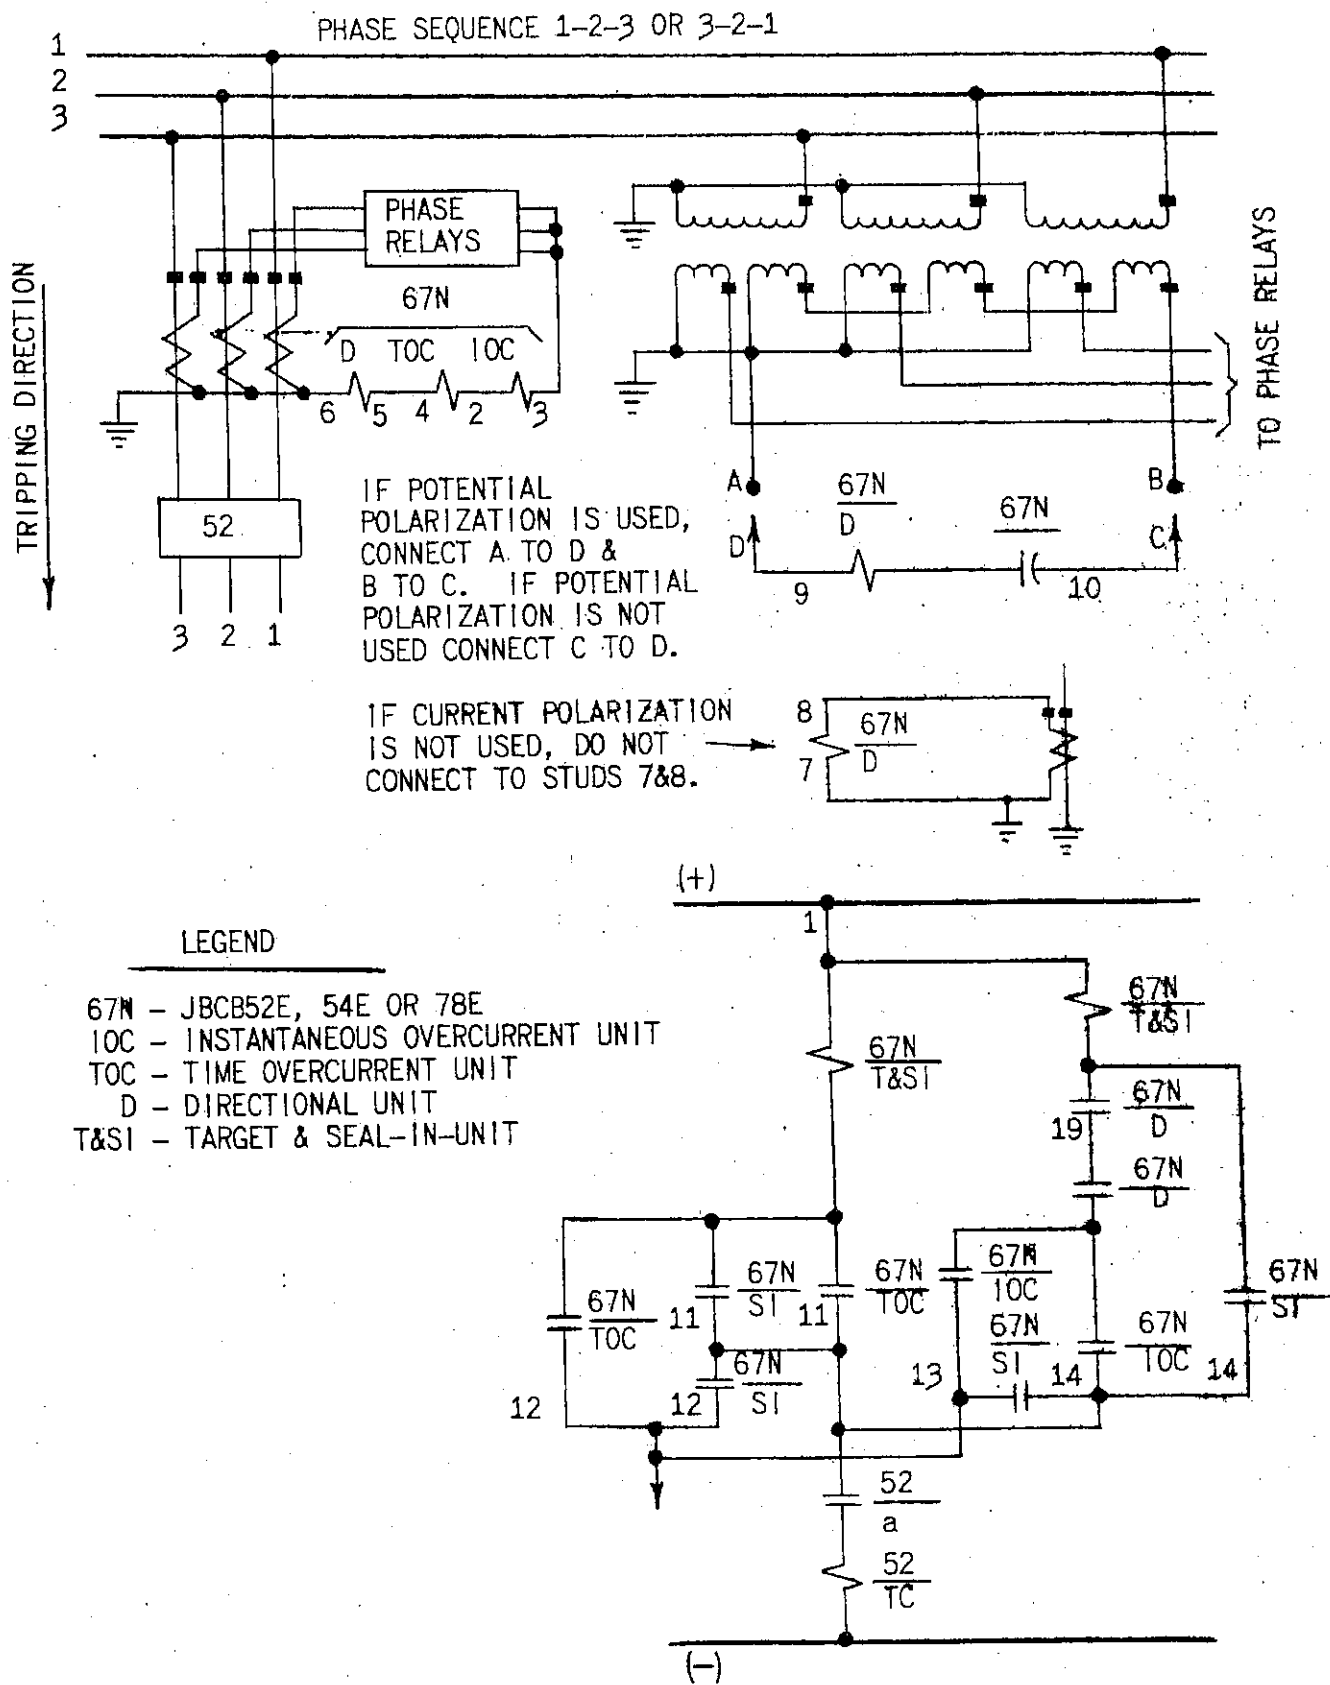 PHASE SEQUENCE 1-2-3 OR 3-2-1
1
2
3
PHASE
RELAYS
67N
D TOC IOC
6 5 4 2 3
TRIPPING DIRECTION
52
3 2 1
TO PHASE RELAYS
IF POTENTIAL
POLARIZATION IS USED,
CONNECT A TO D &
B TO C. IF POTENTIAL
POLARIZATION IS NOT
USED CONNECT C TO D.
A
67N
D
67N
B
D
C
9
10
IF CURRENT POLARIZATION
IS NOT USED, DO NOT
CONNECT TO STUDS 7&8.
8
7
67N
D
(+)
1
LEGEND
67N - JBCB52E, 54E OR 78E
IOC - INSTANTANEOUS OVERCURRENT UNIT
TOC - TIME OVERCURRENT UNIT
D - DIRECTIONAL UNIT
T&SI - TARGET & SEAL-IN-UNIT
67N
T&SI
67N
T&SI
67N
D
19
67N
D
67N
TOC
12
67N
SI
11
67N
TOC
11
67N
SI
12
67N
IOC
13
67N
SI
14
67N
IOC
67N
SI
14
52
a
52
TC
(-)